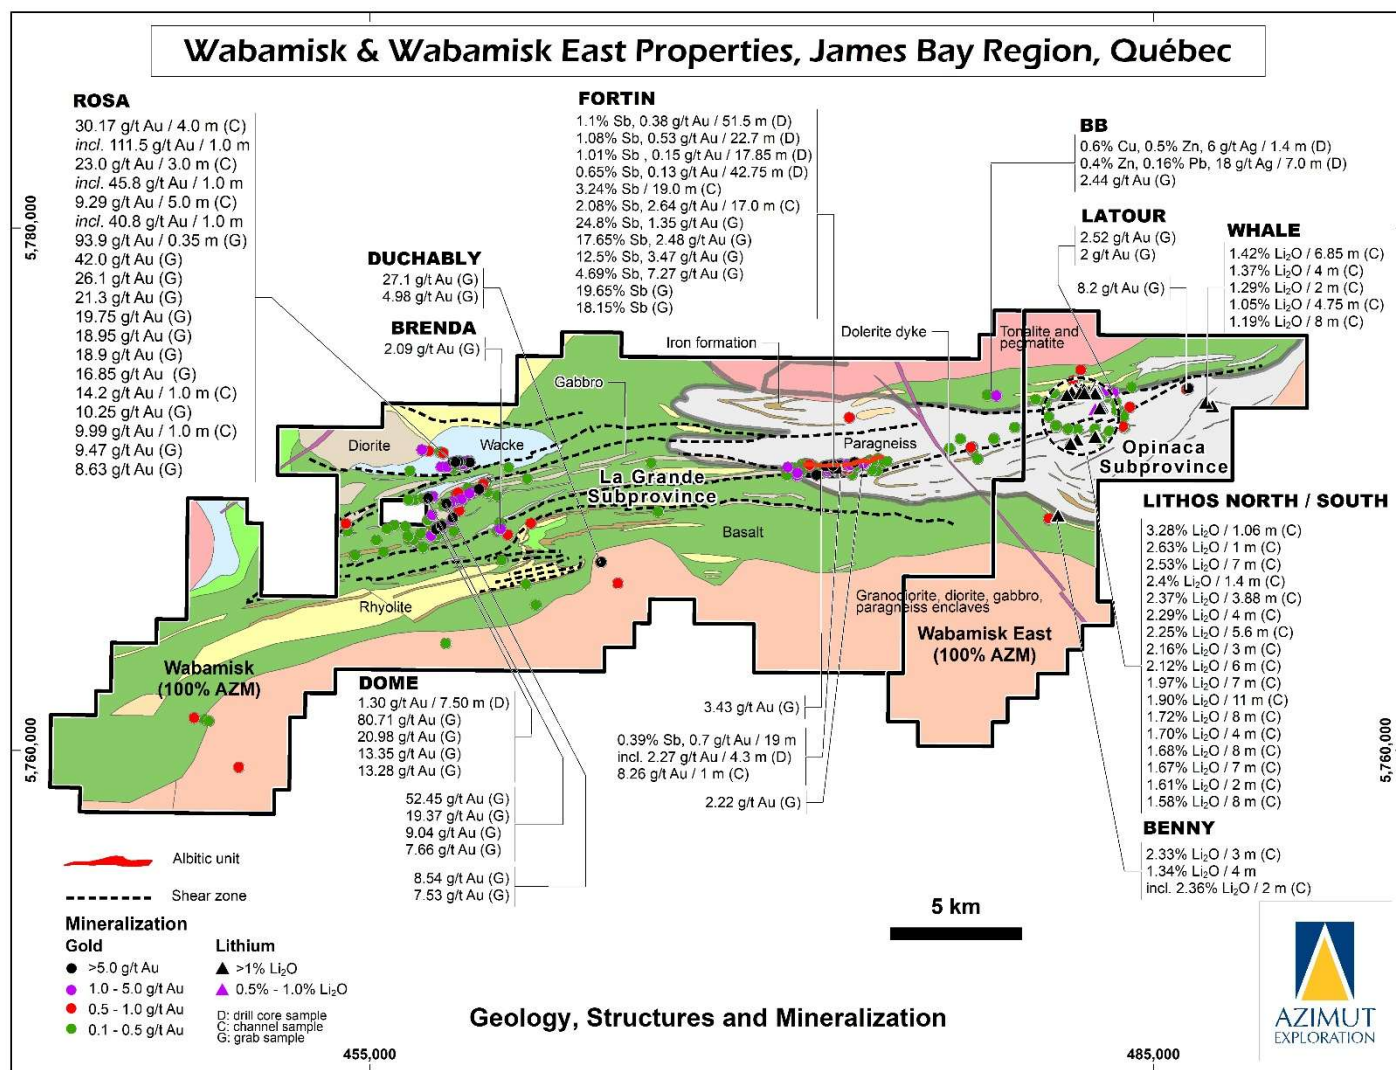 Wabamisk & Wabamisk East Properties, James Bay Region, Québec
ROSA
30.17 g/t Au / 4.0 m (C)
incl. 111.5 g/t Au / 1.0 m
23.0 g/t Au / 3.0 m (C)
incl. 45.8 g/t Au / 1.0 m
9.29 g/t Au / 5.0 m (C)
incl. 40.8 g/t Au / 1.0 m
93.9 g/t Au / 0.35 m (G)
42.0 g/t Au (G)
26.1 g/t Au (G)
21.3 g/t Au (G)
19.75 g/t Au (G)
18.95 g/t Au (G)
18.9 g/t Au (G)
16.85 g/t Au (G)
14.2 g/t Au / 1.0 m (C)
10.25 g/t Au (G)
9.99 g/t Au / 1.0 m (C)
9.47 g/t Au (G)
8.63 g/t Au (G)
DUCHABLY
27.1 g/t Au (G)
4.98 g/t Au (G)
BRENDA
2.09 g/t Au (G)
FORTIN
1.1% Sb, 0.38 g/t Au / 51.5 m (D)
1.08% Sb, 0.53 g/t Au / 22.7 m (D)
1.01% Sb , 0.15 g/t Au / 17.85 m (D)
0.65% Sb, 0.13 g/t Au / 42.75 m (D)
3.24% Sb / 19.0 m (C)
2.08% Sb, 2.64 g/t Au / 17.0 m (C)
24.8% Sb, 1.35 g/t Au (G)
17.65% Sb, 2.48 g/t Au (G)
12.5% Sb, 3.47 g/t Au (G)
4.69% Sb, 7.27 g/t Au (G)
19.65% Sb (G)
18.15% Sb (G)
BB
0.6% Cu, 0.5% Zn, 6 g/t Ag / 1.4 m (D)
0.4% Zn, 0.16% Pb, 18 g/t Ag / 7.0 m (D)
2.44 g/t Au (G)
LATOUR
2.52 g/t Au (G)
2 g/t Au (G)
8.2 g/t Au (G)
WHALE
1.42% Li₂O / 6.85 m (C)
1.37% Li₂O / 4 m (C)
1.29% Li₂O / 2 m (C)
1.05% Li₂O / 4.75 m (C)
1.19% Li₂O / 8 m (C)
5,780,000
5,760,000
5,760,000
Iron formation
Dolerite dyke
Tonalite and
pegmatite
Gabbro
Diorite
Wacke
Paragneiss
Opinaca
Subprovince
La Grande
Subprovince
Basalt
Rhyolite
Granodiorite, diorite, gabbro,
paragneiss enclaves
Wabamisk East
(100% AZM)
Wabamisk
(100% AZM)
LITHOS NORTH / SOUTH
3.28% Li₂O / 1.06 m (C)
2.63% Li₂O / 1 m (C)
2.53% Li₂O / 7 m (C)
2.4% Li₂O / 1.4 m (C)
2.37% Li₂O / 3.88 m (C)
2.29% Li₂O / 4 m (C)
2.25% Li₂O / 5.6 m (C)
2.16% Li₂O / 3 m (C)
2.12% Li₂O / 6 m (C)
1.97% Li₂O / 7 m (C)
1.90% Li₂O / 11 m (C)
1.72% Li₂O / 8 m (C)
1.70% Li₂O / 4 m (C)
1.68% Li₂O / 8 m (C)
1.67% Li₂O / 7 m (C)
1.61% Li₂O / 2 m (C)
1.58% Li₂O / 8 m (C)
BENNY
2.33% Li₂O / 3 m (C)
1.34% Li₂O / 4 m
incl. 2.36% Li₂O / 2 m (C)
DOME
1.30 g/t Au / 7.50 m (D)
80.71 g/t Au (G)
20.98 g/t Au (G)
13.35 g/t Au (G)
13.28 g/t Au (G)
52.45 g/t Au (G)
19.37 g/t Au (G)
9.04 g/t Au (G)
7.66 g/t Au (G)
8.54 g/t Au (G)
7.53 g/t Au (G)
3.43 g/t Au (G)
0.39% Sb, 0.7 g/t Au / 19 m
incl. 2.27 g/t Au / 4.3 m (D)
8.26 g/t Au / 1 m (C)
2.22 g/t Au (G)
Albitic unit
Shear zone
Mineralization
Gold
>5.0 g/t Au
1.0 - 5.0 g/t Au
0.5 - 1.0 g/t Au
0.1 - 0.5 g/t Au
Lithium
>1% Li₂O
0.5% - 1.0% Li₂O
D: drill core sample
C: channel sample
G: grab sample
5 km
Geology, Structures and Mineralization
AZIMUT
EXPLORATION
455,000
485,000